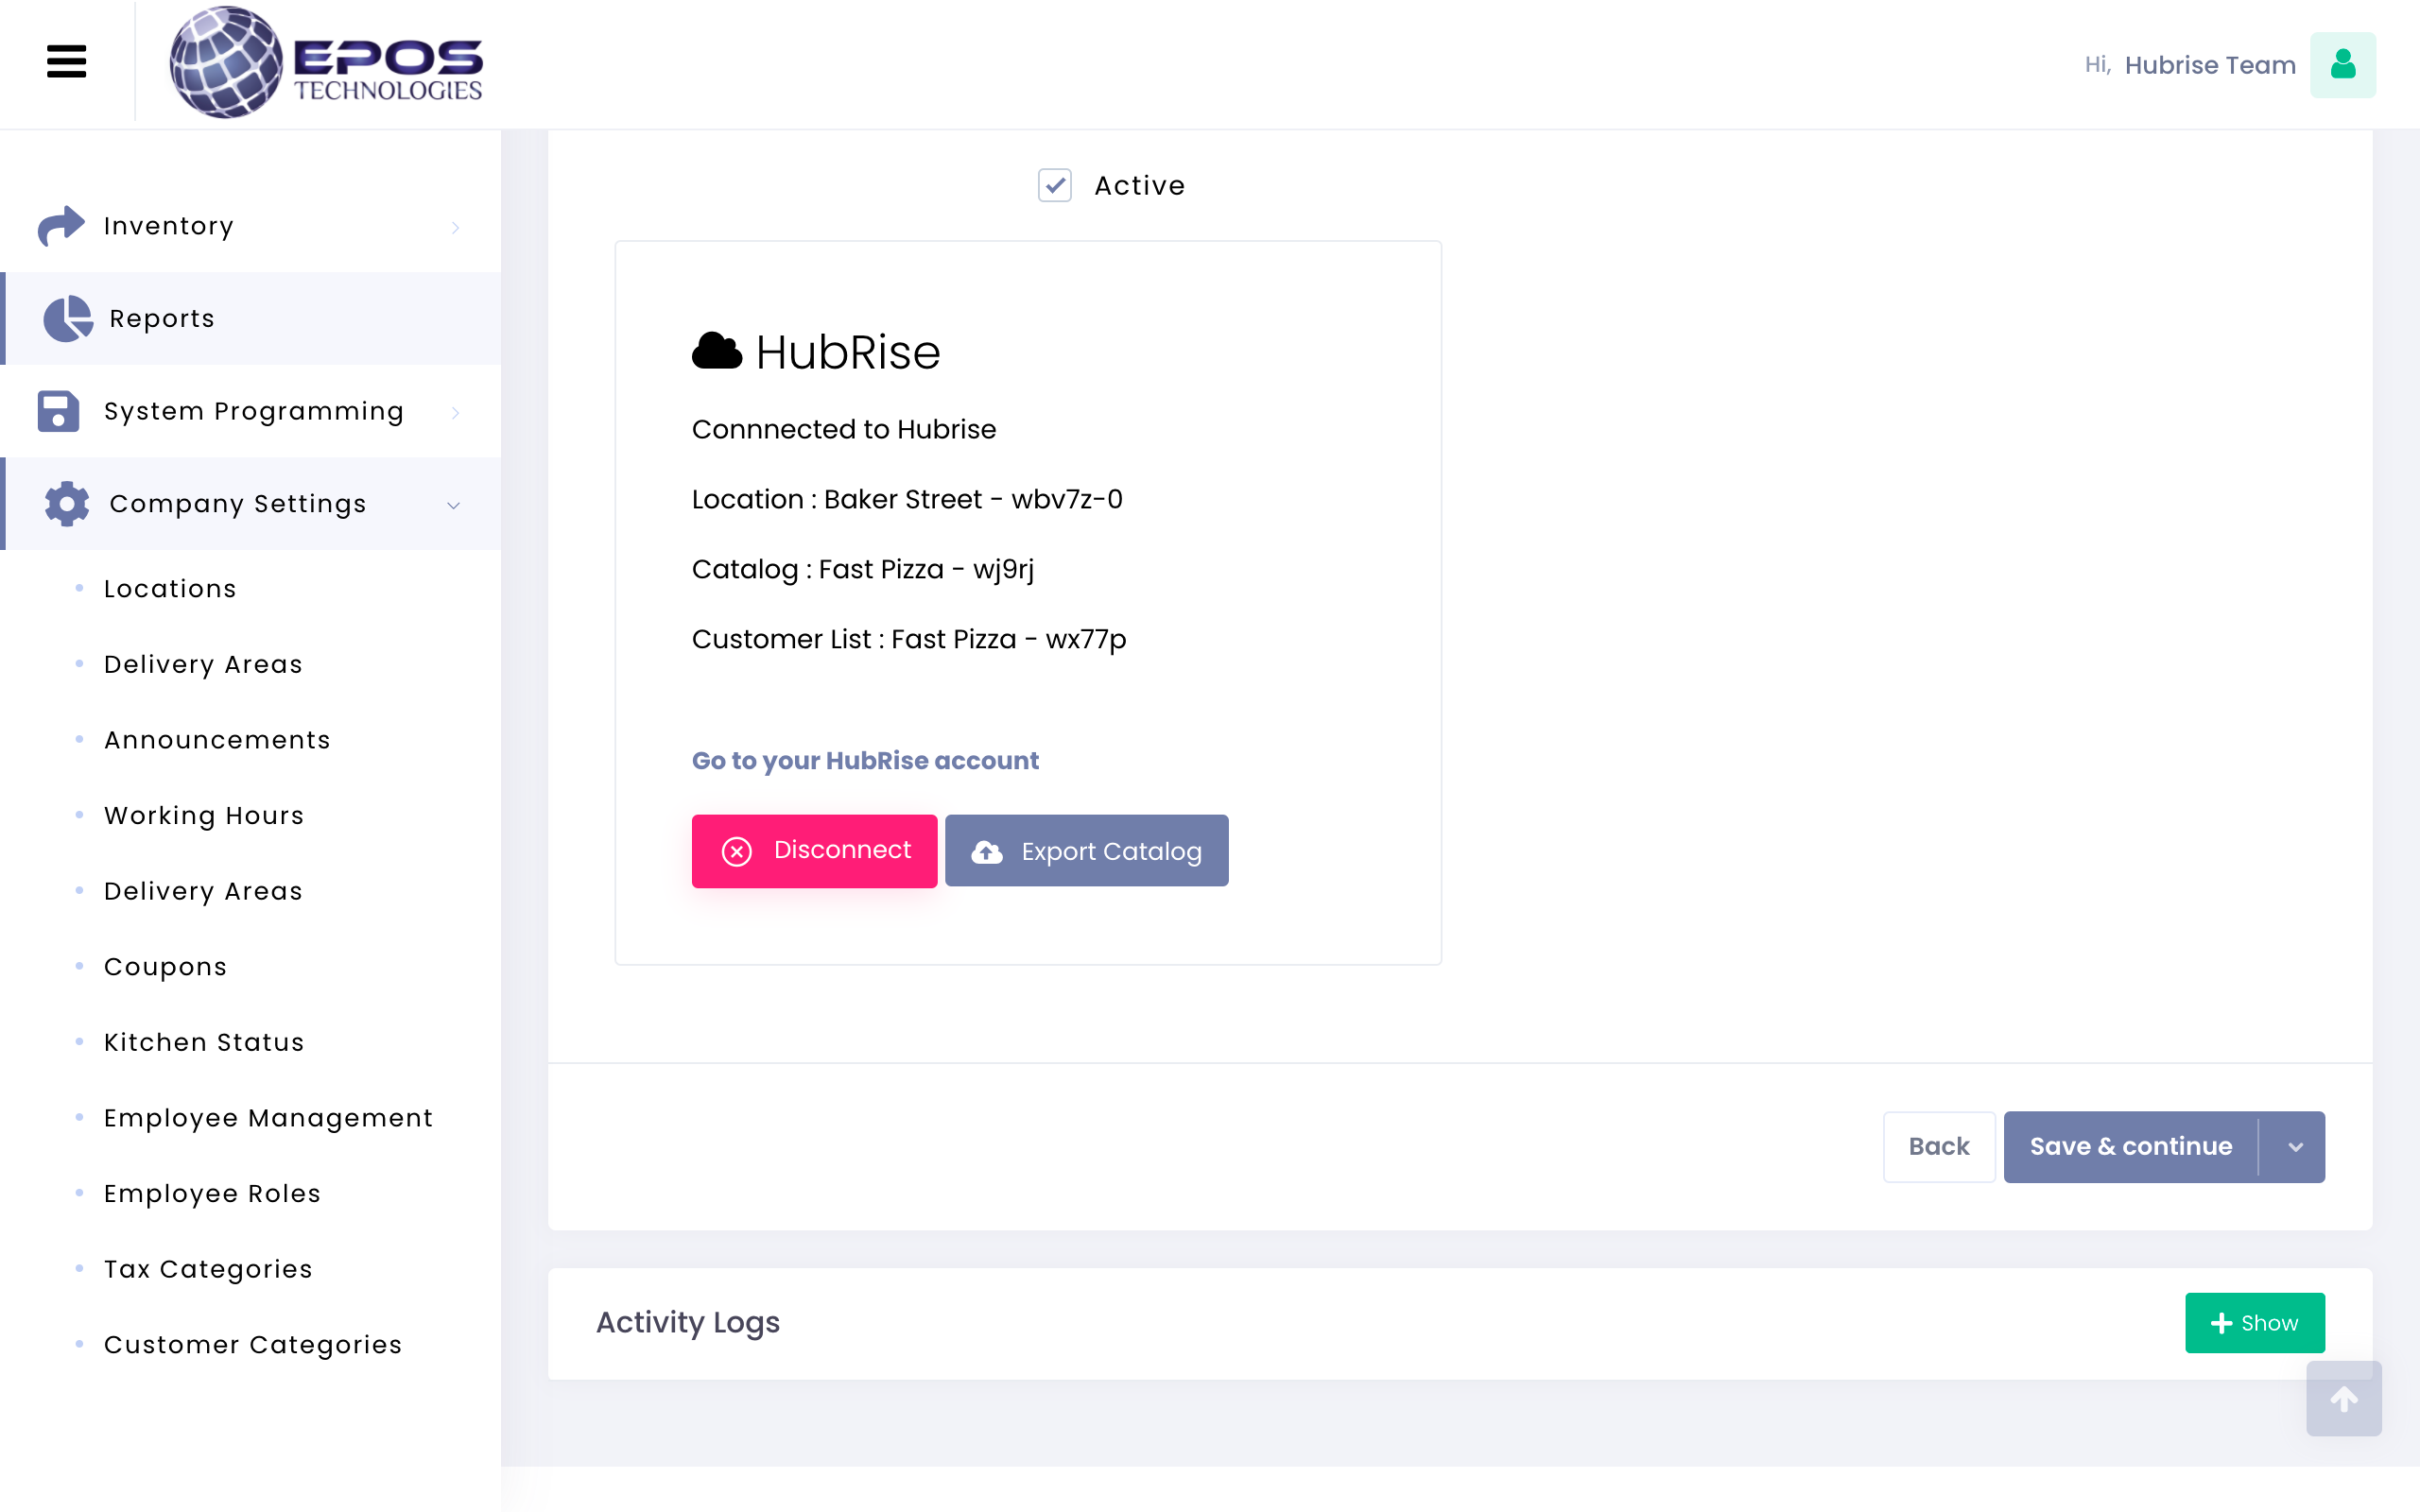 EPOS
TECHNOLOGIES
Hi, Hubrise Team
Inventory
Reports
System Programming
Company Settings
Locations
Delivery Areas
Announcements
Working Hours
Delivery Areas
Coupons
Kitchen Status
Employee Management
Employee Roles
Tax Categories
Customer Categories
Active
HubRise
Connnected to Hubrise
Location : Baker Street - wbv7z-0
Catalog : Fast Pizza - wj9rj
Customer List : Fast Pizza - wx77p
Go to your HubRise account
Disconnect
Export Catalog
Back
Save & continue
Activity Logs
Show